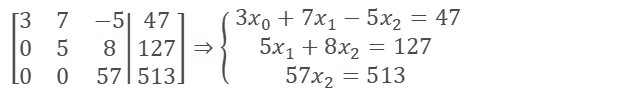 [3 7 −5| 47 ] ⇒ { 3x₀ + 7x₁ − 5x₂ = 47
[0 5 8| 127] 5x₁ + 8x₂ = 127
[0 0 57| 513] 57x₂ = 513